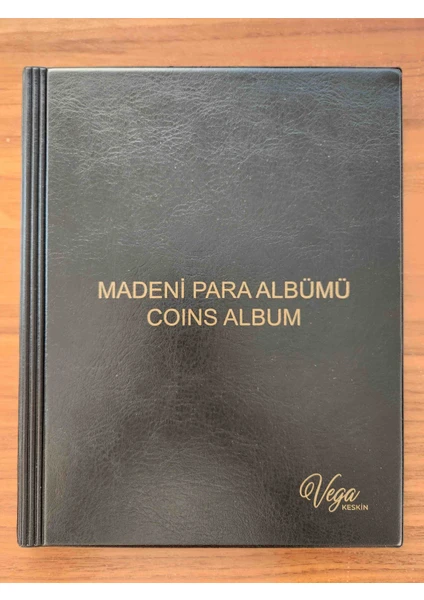 MADENİ PARA ALBÜMÜ
COINS ALBUM
Vega
KESKİN